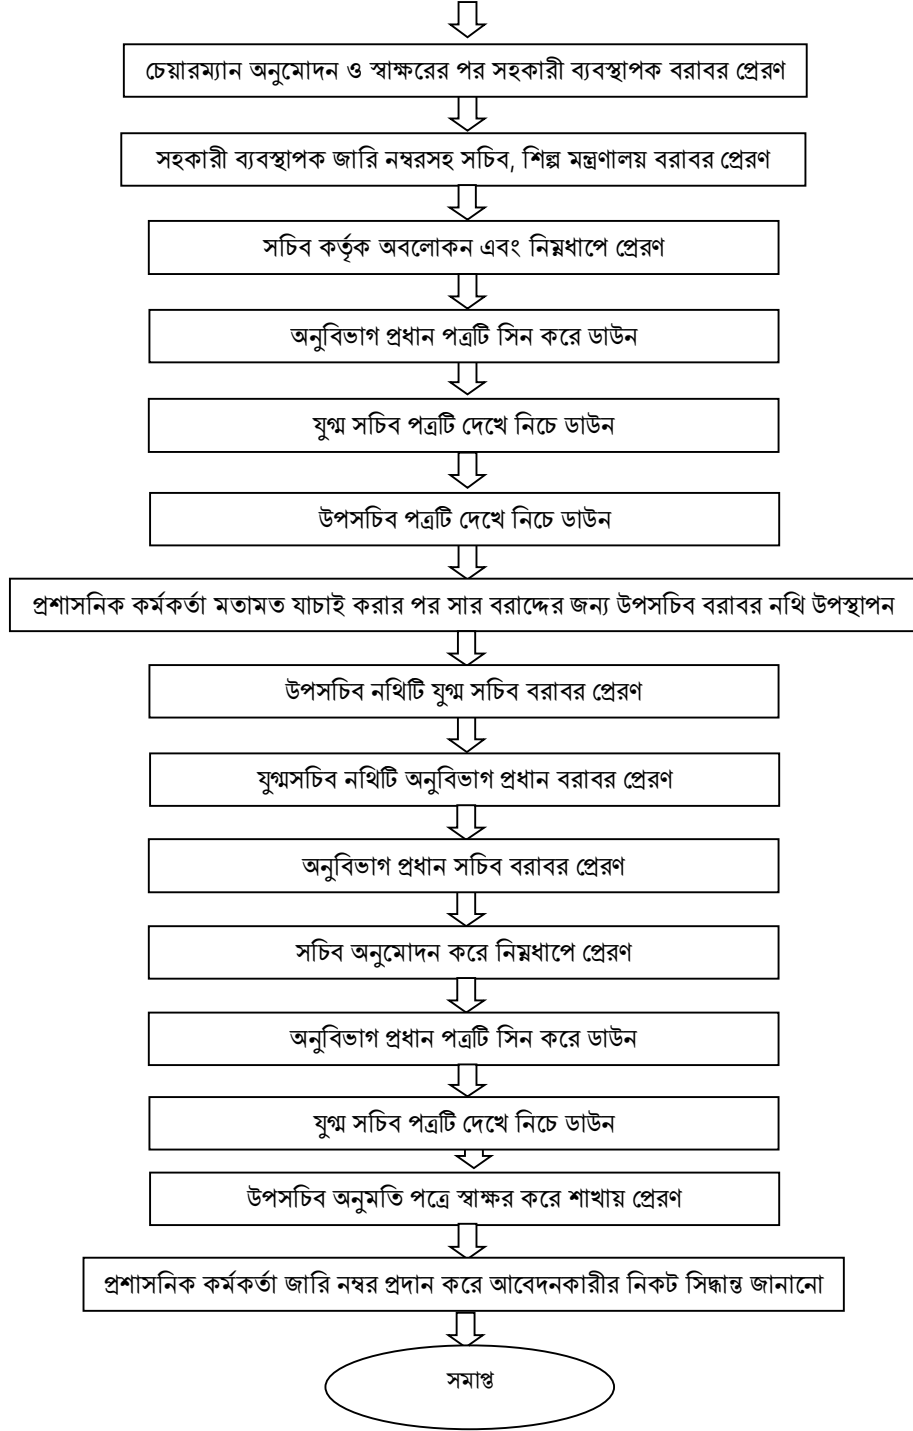 চেয়ারম্যান অনুমোদন ও স্বাক্ষরের পর সহকারী ব্যবস্থাপক বরাবর প্রেরণ
সহকারী ব্যবস্থাপক জারি নম্বরসহ সচিব, শিল্প মন্ত্রণালয় বরাবর প্রেরণ
সচিব কর্তৃক অবলোকন এবং নিম্নধাপে প্রেরণ
অনুবিভাগ প্রধান পত্রটি সিন করে ডাউন
যুগ্ম সচিব পত্রটি দেখে নিচে ডাউন
উপসচিব পত্রটি দেখে নিচে ডাউন
প্রশাসনিক কর্মকর্তা মতামত যাচাই করার পর সার বরাদ্দের জন্য উপসচিব বরাবর নথি উপস্থাপন
উপসচিব নথিটি যুগ্ম সচিব বরাবর প্রেরণ
যুগ্মসচিব নথিটি অনুবিভাগ প্রধান বরাবর প্রেরণ
অনুবিভাগ প্রধান সচিব বরাবর প্রেরণ
সচিব অনুমোদন করে নিম্নধাপে প্রেরণ
অনুবিভাগ প্রধান পত্রটি সিন করে ডাউন
যুগ্ম সচিব পত্রটি দেখে নিচে ডাউন
উপসচিব অনুমতি পত্রে স্বাক্ষর করে শাখায় প্রেরণ
প্রশাসনিক কর্মকর্তা জারি নম্বর প্রদান করে আবেদনকারীর নিকট সিদ্ধান্ত জানানো
সমাপ্ত